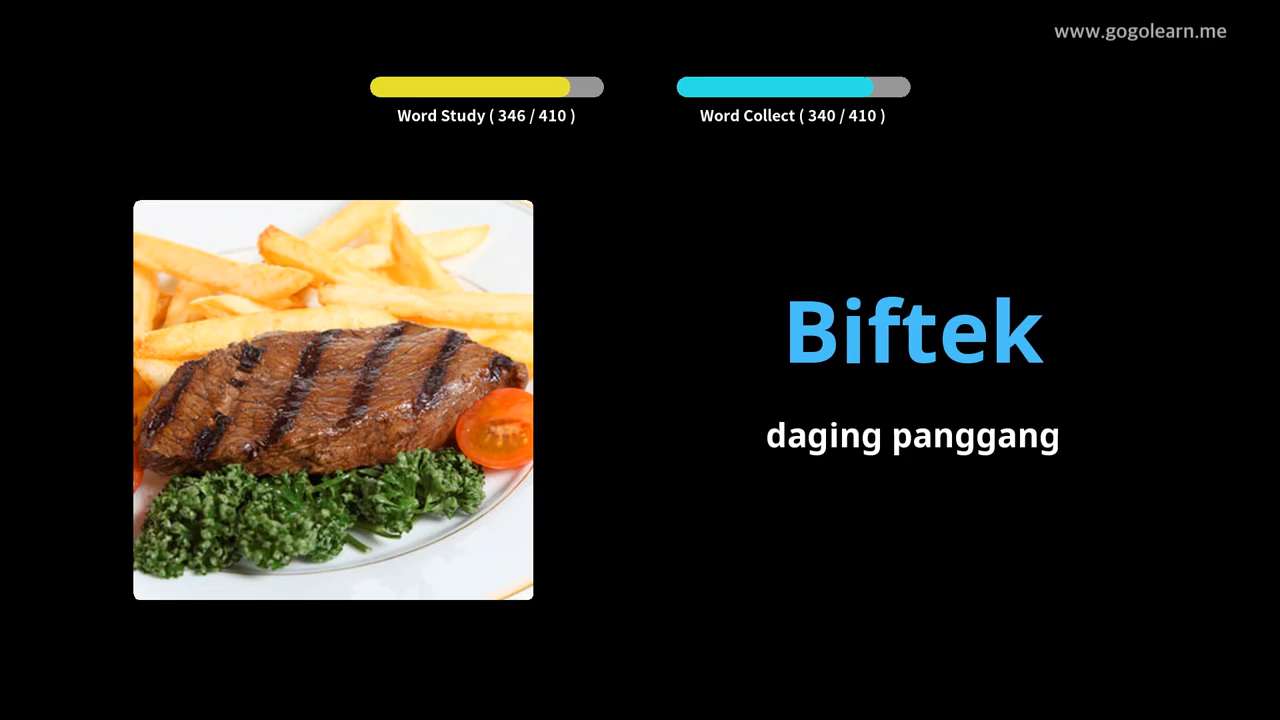 www.gogolearn.me
Word Study ( 346 / 410 )
Word Collect ( 340 / 410 )
Biftek
daging panggang